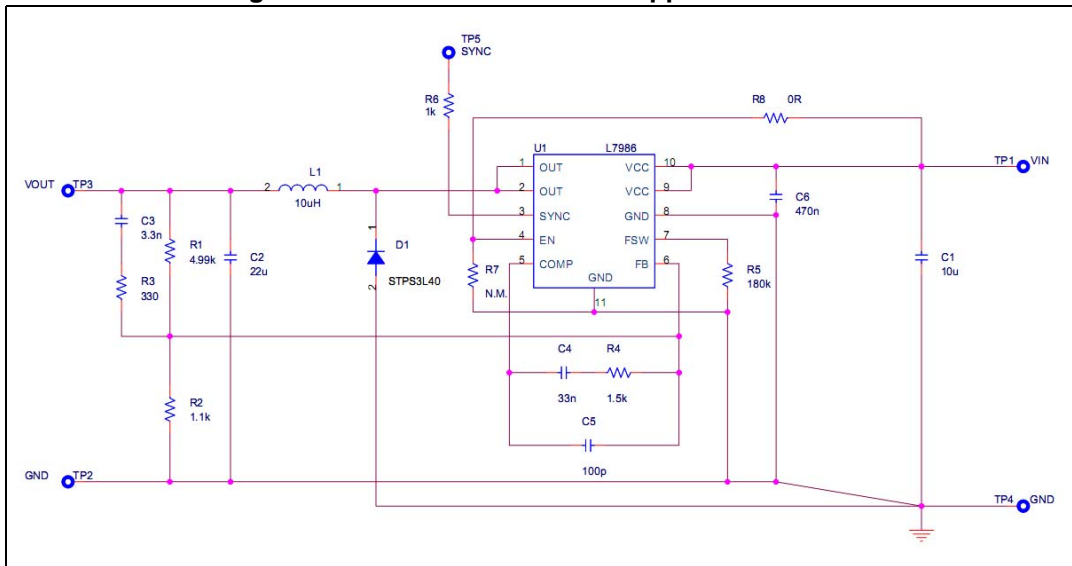 TP5
SYNC
R6
1k
R8 0R
U1 L7986
1 OUT VCC 10
2 OUT VCC 9
3 SYNC GND 8
4 EN FSW 7
5 COMP FB 6
GND
11
VOUT TP3
2 L1 1
10uH
TP1 VIN
C3
3.3n
R1
4.99k
C2
22u
R3
330
1
D1
STPS3L40
2
R7
N.M.
R5
180k
C6
470n
C1
10u
C4 R4
33n 1.5k
C5
100p
R2
1.1k
GND TP2
TP4 GND